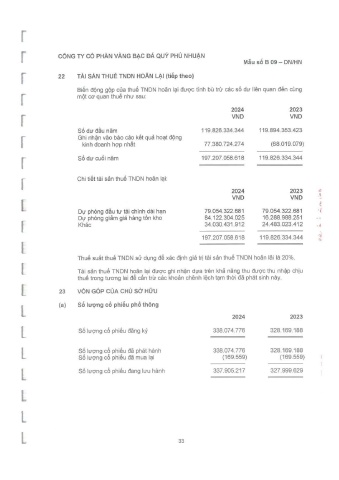 CÔNG TY CỔ PHẦN VÀNG BẠC ĐÁ QUÝ PHÚ NHUẬN
Mẫu số B 09 – DN/HN
22 TÀI SẢN THUẾ TNDN HOÃN LẠI (tiếp theo)
Biến động gộp của thuế TNDN hoãn lại được tính bù trừ các số dư liên quan đến cùng
một cơ quan thuế như sau:
2024 2023
VND VND
Số dư đầu năm 119.826.334.344 119.894.353.423
Ghi nhận vào báo cáo kết quả hoạt động
kinh doanh hợp nhất 77.380.724.274 (68.019.079)
Số dư cuối năm 197.207.058.618 119.826.334.344
Chi tiết tài sản thuế TNDN hoãn lại:
2024 2023
VND VND
Dự phòng đầu tư tài chính dài hạn 79.054.322.681 79.054.322.681
Dự phòng giảm giá hàng tồn kho 84.122.304.025 16.288.988.251
Khác 34.030.431.912 24.483.023.412
197.207.058.618 119.826.334.344
Thuế suất thuế TNDN sử dụng để xác định giá trị tài sản thuế TNDN hoãn lại là 20%.
Tài sản thuế TNDN hoãn lại được ghi nhận dựa trên khả năng thu được thu nhập chịu
thuế trong tương lai để cấn trừ các khoản chênh lệch tạm thời đã phát sinh này.
23 VỐN GÓP CỦA CHỦ SỞ HỮU
(a) Số lượng cổ phiếu phổ thông
2024 2023
Số lượng cổ phiếu đăng ký 338.074.776 328.169.188
Số lượng cổ phiếu đã phát hành 338.074.776 328.169.188
Số lượng cổ phiếu đã mua lại (169.559) (169.559)
Số lượng cổ phiếu đang lưu hành 337.905.217 327.999.629
33